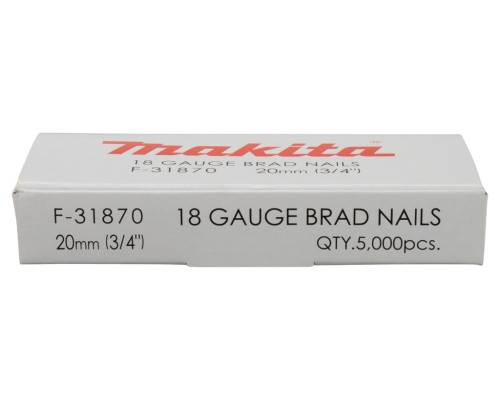 makita®
18 GAUGE BRAD NAILS
F-31870 20mm (3/4")
F-31870 18 GAUGE BRAD NAILS
20mm (3/4") QTY.5,000pcs.